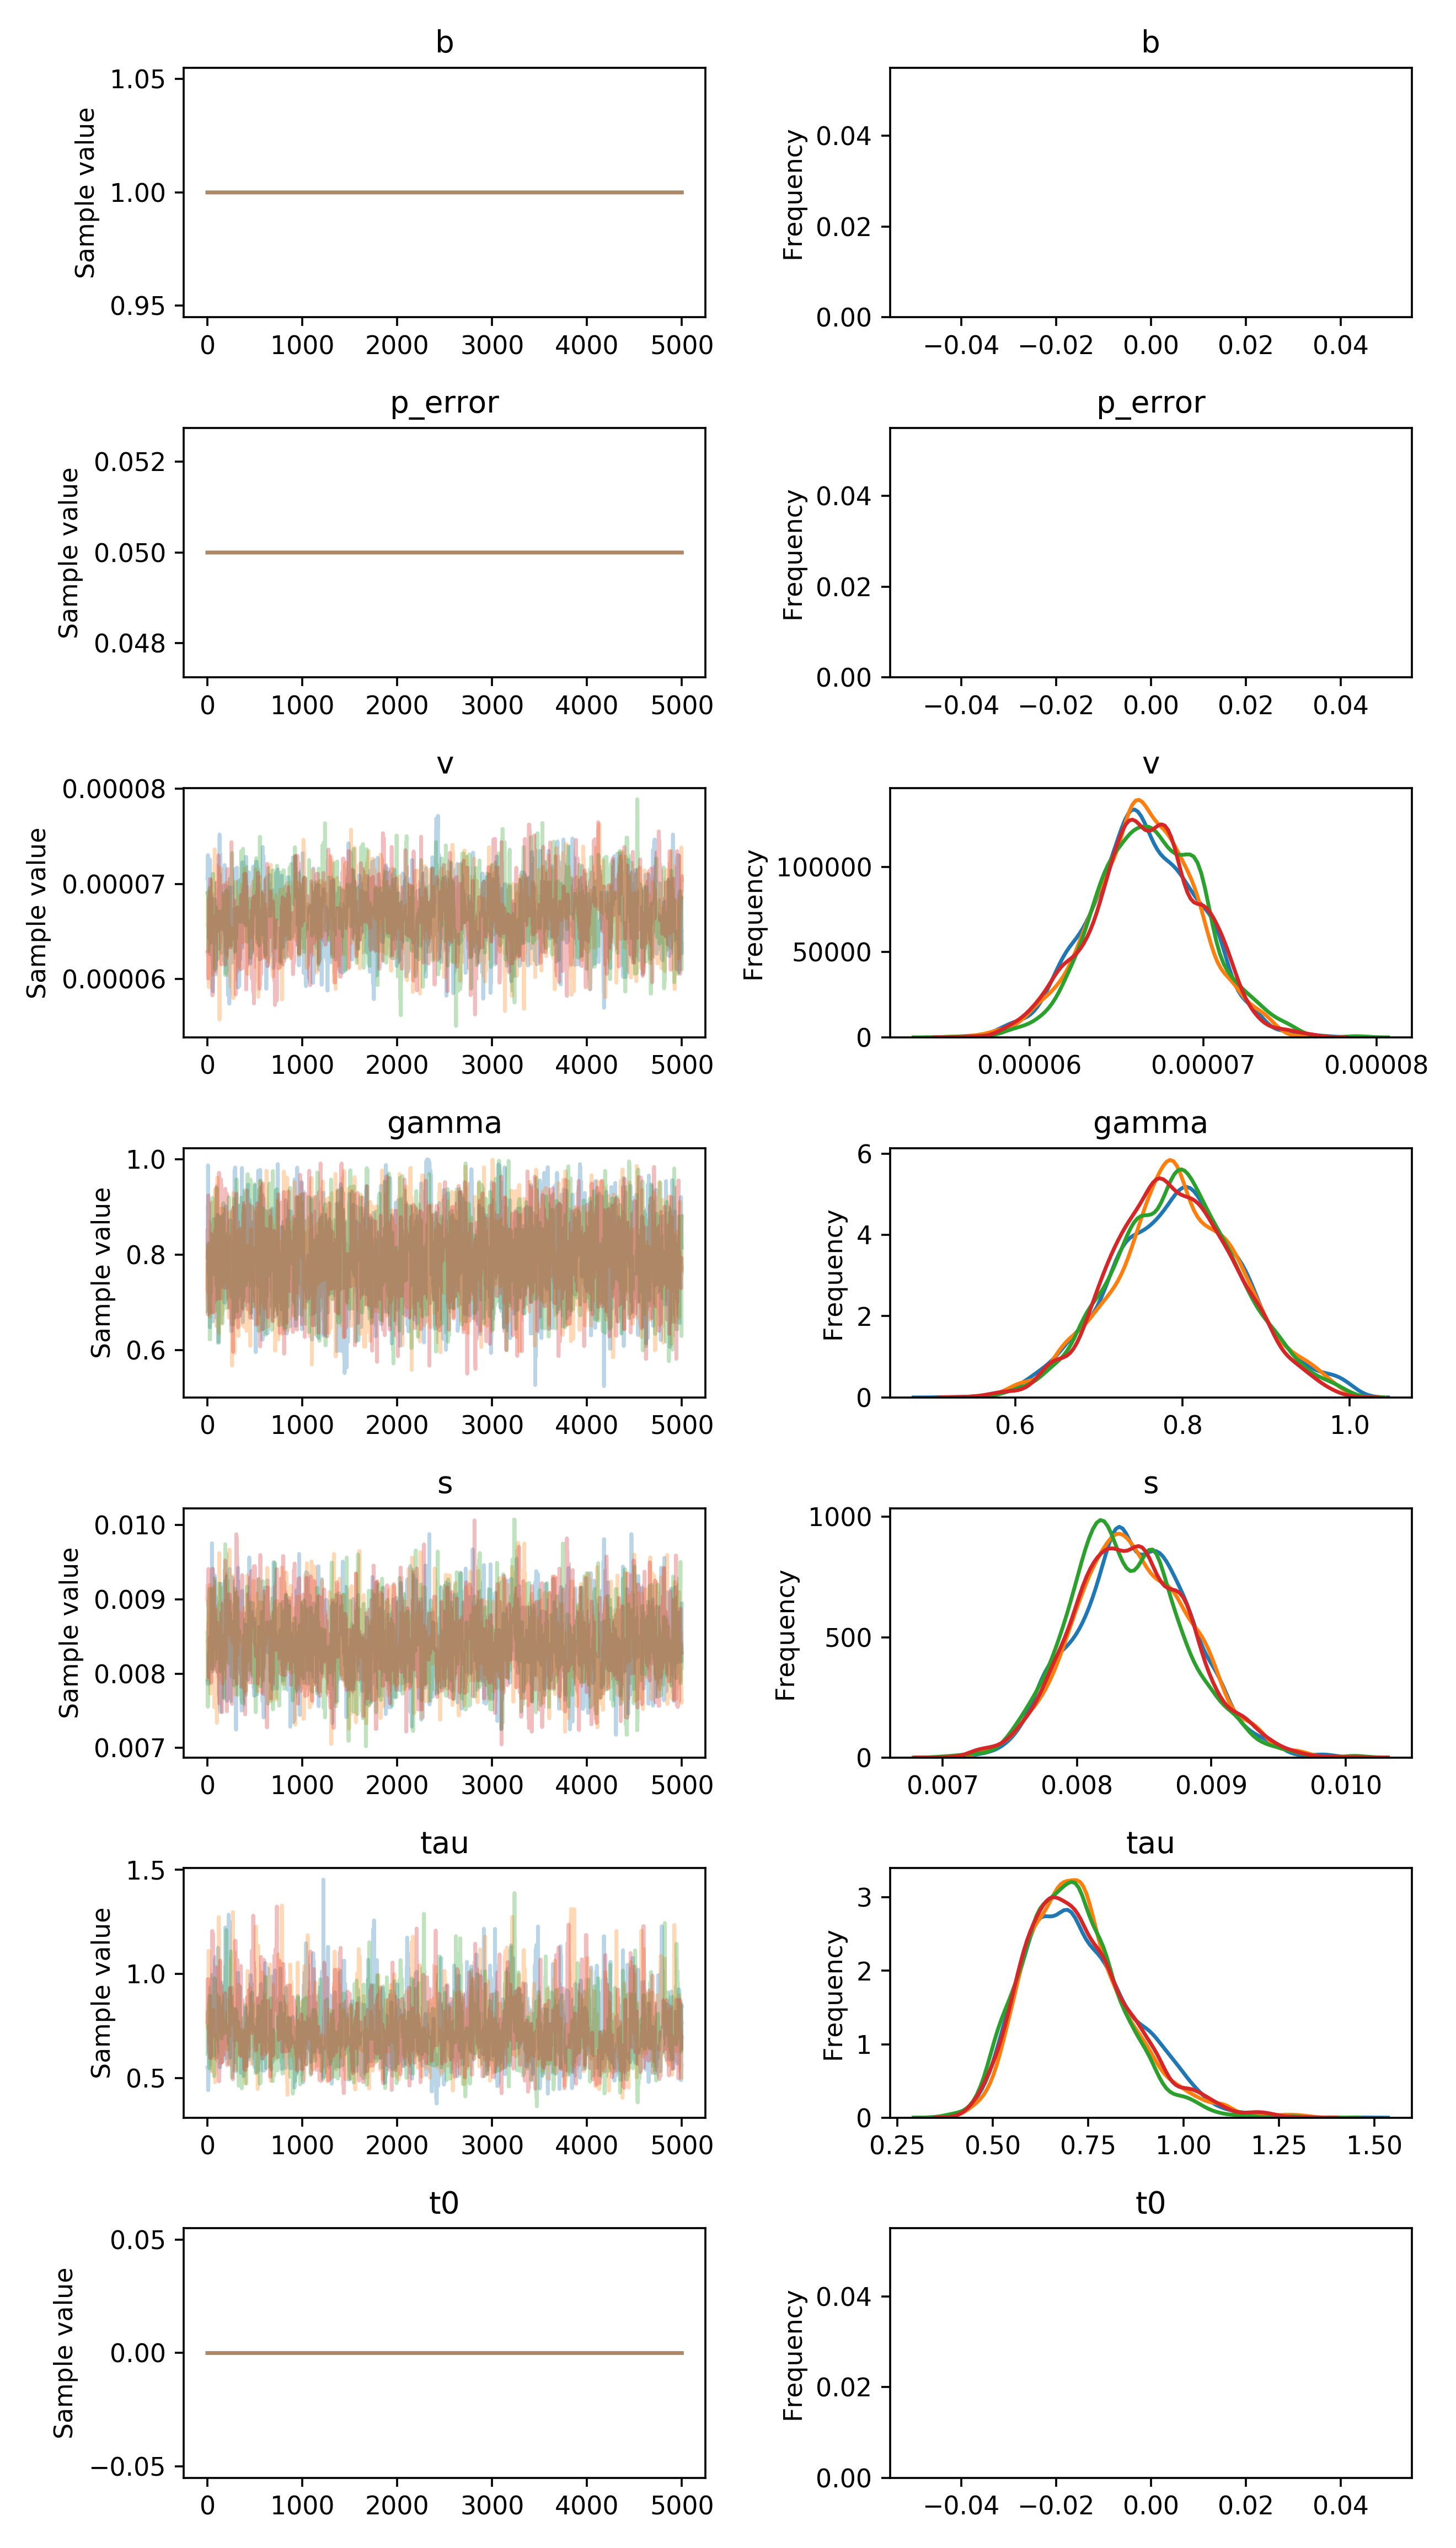 b
b
Sample value
1.05
1.00
0.95
0 1000 2000 3000 4000 5000
Frequency
0.04
0.02
0.00
−0.04 −0.02 0.00 0.02 0.04
p_error
p_error
Sample value
0.052
0.050
0.048
0 1000 2000 3000 4000 5000
Frequency
0.04
0.02
0.00
−0.04 −0.02 0.00 0.02 0.04
v
v
Sample value
0.00008
0.00007
0.00006
0 1000 2000 3000 4000 5000
Frequency
100000
50000
0
0.00006 0.00007 0.00008
gamma
gamma
Sample value
1.0
0.8
0.6
0 1000 2000 3000 4000 5000
Frequency
6
4
2
0
0.6 0.8 1.0
s
s
Sample value
0.010
0.009
0.008
0.007
0 1000 2000 3000 4000 5000
Frequency
1000
500
0
0.007 0.008 0.009 0.010
tau
tau
Sample value
1.5
1.0
0.5
0 1000 2000 3000 4000 5000
Frequency
3
2
1
0
0.25 0.50 0.75 1.00 1.25 1.50
t0
t0
Sample value
0.05
0.00
−0.05
0 1000 2000 3000 4000 5000
Frequency
0.04
0.02
0.00
−0.04 −0.02 0.00 0.02 0.04